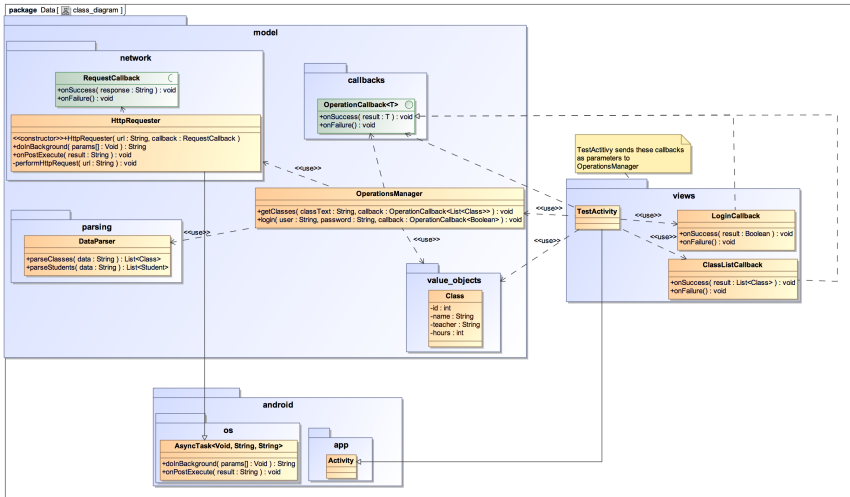 package Data [ class_diagram ]
model
network
RequestCallback
+onSuccess( response : String ) : void
+onFailure() : void
HttpRequester
<<constructor>>+HttpRequester( url : String, callback : RequestCallback )
+doInBackground( params[] : Void ) : String
+onPostExecute( result : String ) : void
-performHttpRequest( url : String ) : void
callbacks
OperationCallback<T>
+onSuccess( result : T ) : void
+onFailure() : void
<<use>>
OperationsManager
+getClasses( classText : String, callback : OperationCallback<List<Class>> ) : void
+login( user : String, password : String, callback : OperationCallback<Boolean> ) : void
<<use>>
parsing
DataParser
+parseClasses( data : String ) : List<Class>
+parseStudents( data : String ) : List<Student>
<<use>>
<<use>>
<<use>>
value_objects
Class
-id : int
-name : String
-teacher : String
-hours : int
TestActitivy sends these callbacks
as parameters to
OperationsManager
views
TestActivity
<<use>>
LoginCallback
+onSuccess( result : Boolean ) : void
+onFailure() : void
<<use>>
ClassListCallback
+onSuccess( result : List<Class> ) : void
+onFailure() : void
android
os
AsyncTask<Void, String, String>
+doInBackground( params[] : Void ) : String
+onPostExecute( result : String ) : void
app
Activity